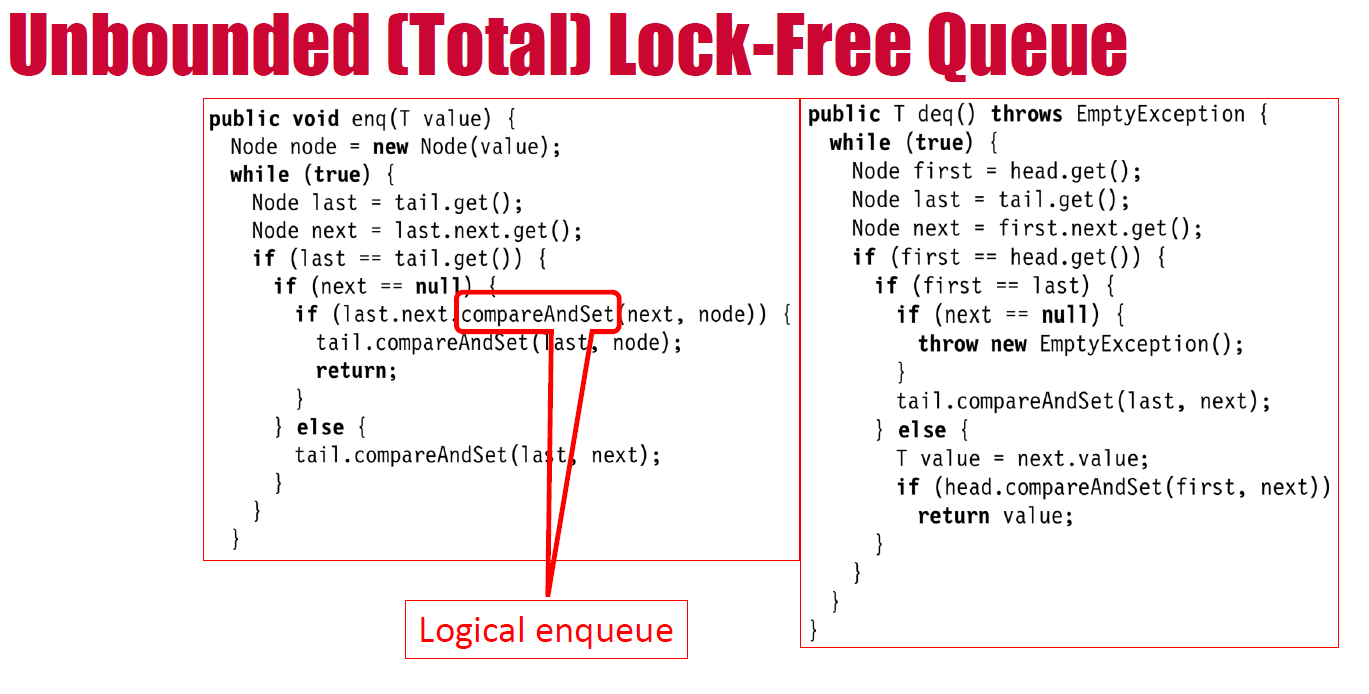 Unbounded (Total) Lock-Free Queue
public void enq(T value) {
  Node node = new Node(value);
  while (true) {
    Node last = tail.get();
    Node next = last.next.get();
    if (last == tail.get()) {
      if (next == null) {
        if (last.next.compareAndSet(next, node)) {
          tail.compareAndSet(last, node);
          return;
        }
      } else {
        tail.compareAndSet(last, next);
      }
    }
  }
Logical enqueue
public T deq() throws EmptyException {
  while (true) {
    Node first = head.get();
    Node last = tail.get();
    Node next = first.next.get();
    if (first == head.get()) {
      if (first == last) {
        if (next == null) {
          throw new EmptyException();
        }
        tail.compareAndSet(last, next);
      } else {
        T value = next.value;
        if (head.compareAndSet(first, next))
          return value;
      }
    }
  }
}